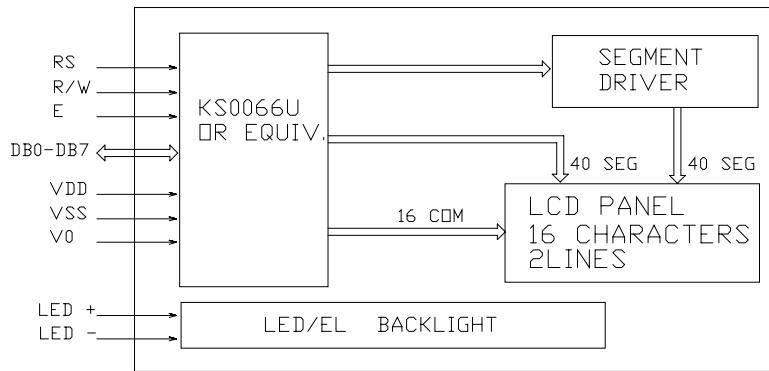 RS
R/W
E
DB0-DB7
VDD
VSS
V0
LED +
LED -
KS0066U
OR EQUIV.
SEGMENT
DRIVER
40 SEG
40 SEG
16 COM
LCD PANEL
16 CHARACTERS
2LINES
LED/EL BACKLIGHT